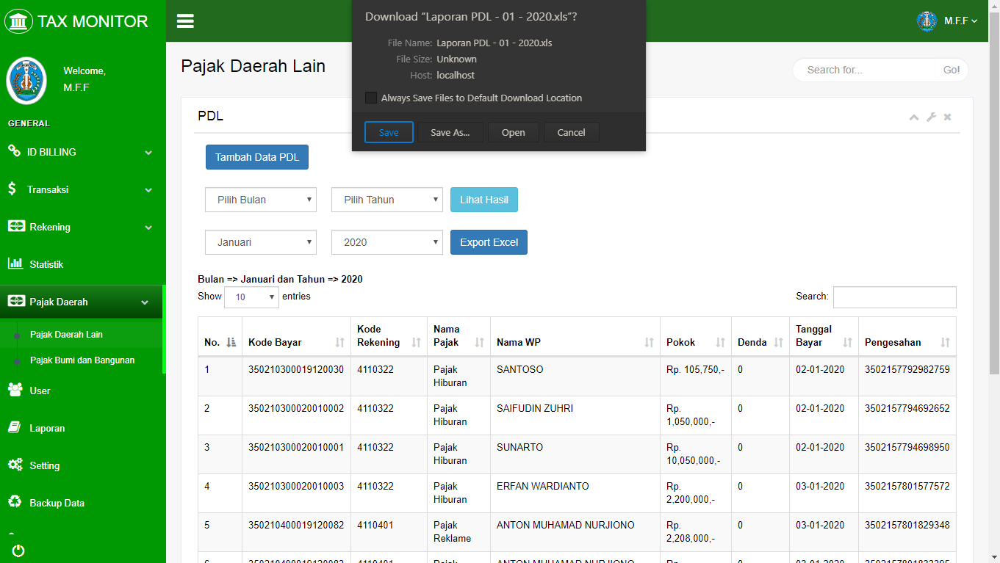 TAX MONITOR
Welcome,
M.F.F
GENERAL
ID BILLING
Transaksi
Rekening
Statistik
Pajak Daerah
Pajak Daerah Lain
Pajak Bumi dan Bangunan
User
Laporan
Setting
Backup Data
Download “Laporan PDL - 01 - 2020.xls”?
File Name: Laporan PDL - 01 - 2020.xls
File Size: Unknown
Host: localhost
Always Save Files to Default Download Location
Save Save As... Open Cancel
M.F.F
Pajak Daerah Lain
Search for... Go!
PDL
Tambah Data PDL
Pilih Bulan Pilih Tahun Lihat Hasil
Januari 2020 Export Excel
Bulan => Januari dan Tahun => 2020
Show 10 entries Search:
No. Kode Bayar Kode Rekening Nama Pajak Nama WP Pokok Denda Tanggal Bayar Pengesahan
1 350210300019120030 4110322 Pajak Hiburan SANTOSO Rp. 105,750,- 0 02-01-2020 3502157792982759
2 350210300020010002 4110322 Pajak Hiburan SAIFUDIN ZUHRI Rp. 1,050,000,- 0 02-01-2020 3502157794692652
3 350210300020010001 4110322 Pajak Hiburan SUNARTO Rp. 10,050,000,- 0 02-01-2020 3502157794698950
4 350210300020010003 4110322 Pajak Hiburan ERFAN WARDIANTO Rp. 2,200,000,- 0 03-01-2020 3502157801577572
5 350210400019120082 4110401 Pajak Reklame ANTON MUHAMAD NURJIONO Rp. 2,208,000,- 0 03-01-2020 3502157801829348